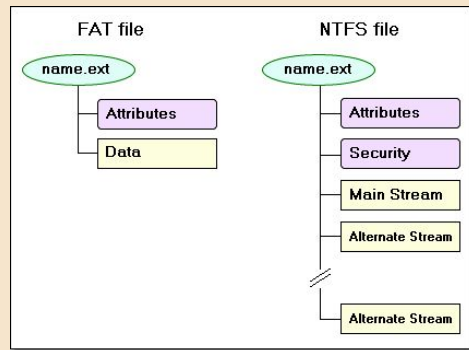 FAT file
name.ext
Attributes
Data
NTFS file
name.ext
Attributes
Security
Main Stream
Alternate Stream
Alternate Stream